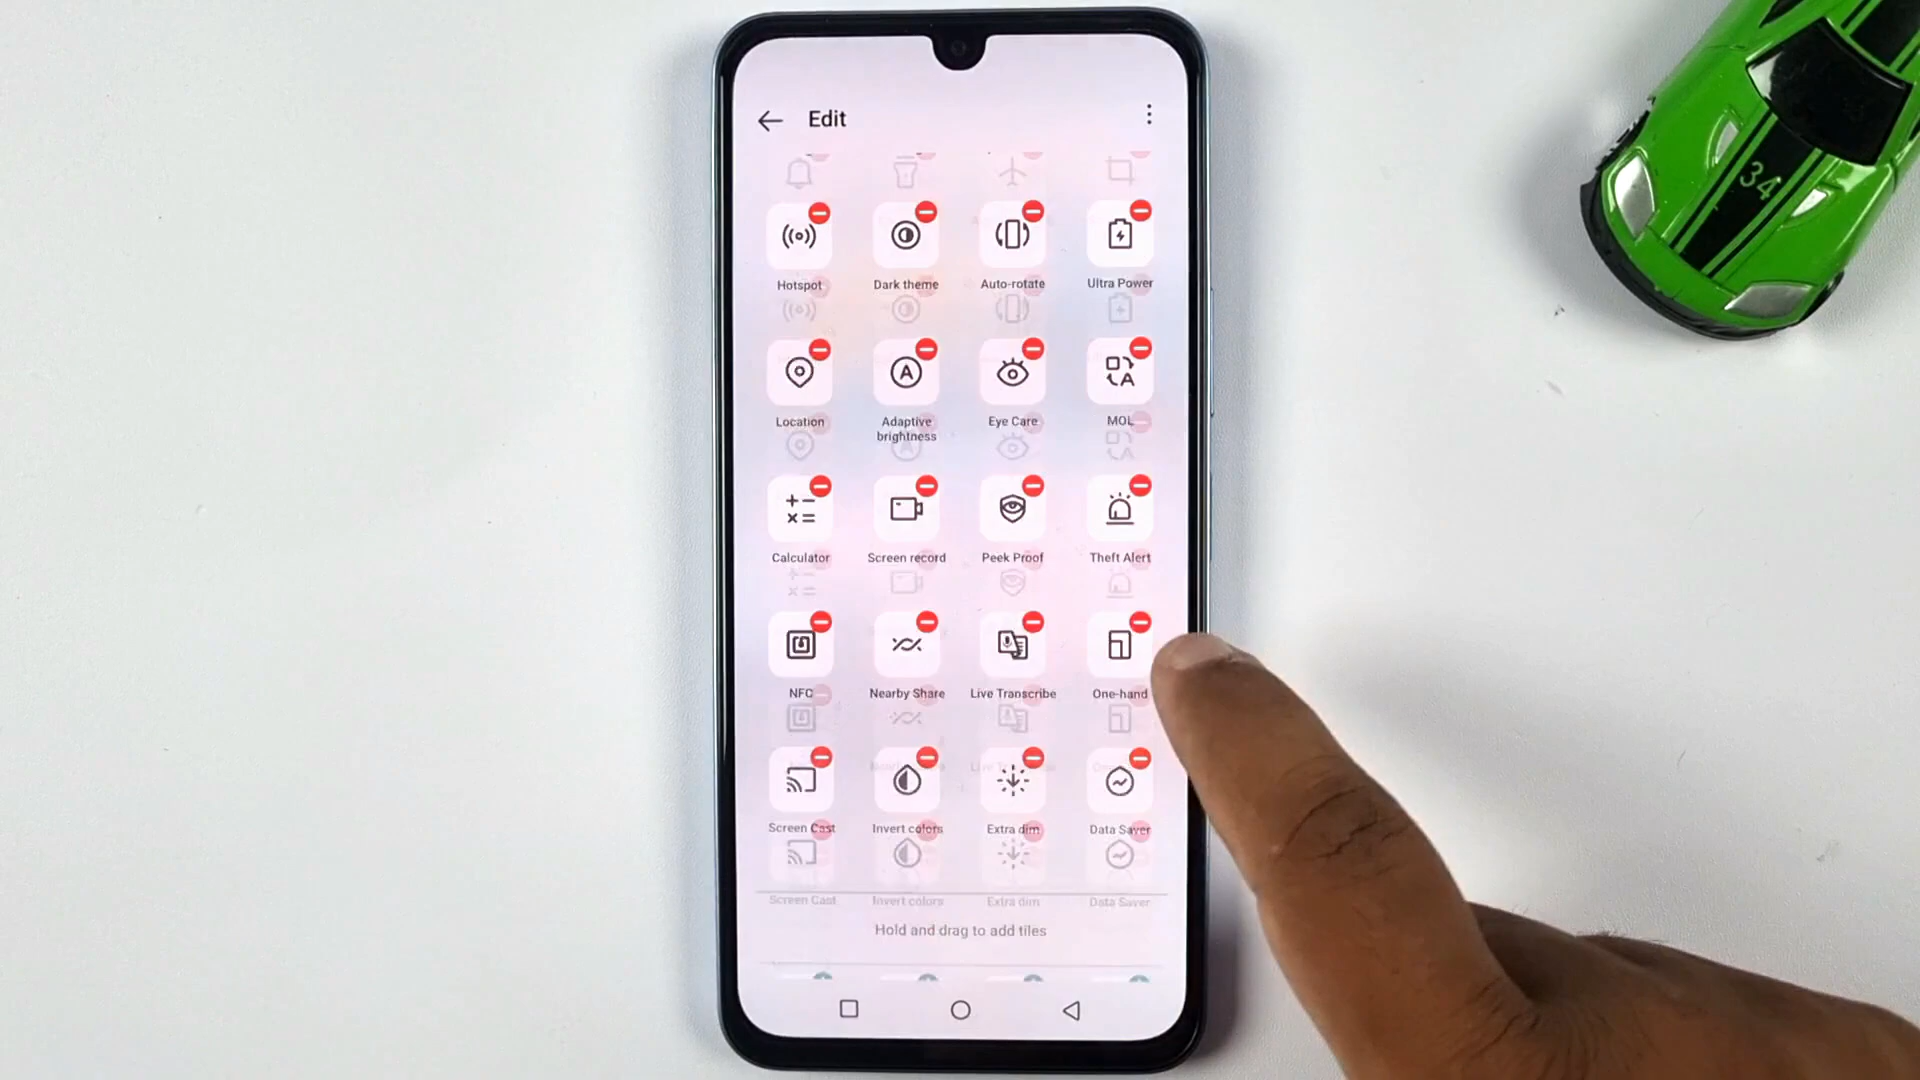 Edit
Hotspot Dark theme Auto-rotate Ultra Power
Location Adaptive brightness Eye Care MOL
Calculator Screen record Peek Proof Theft Alert
NFC Nearby Share Live Transcribe One-hand
Screen Cast Invert colors Extra dim Data Saver
Screen Cast Invert colors Extra dim Data Saver
Hold and drag to add tiles
34